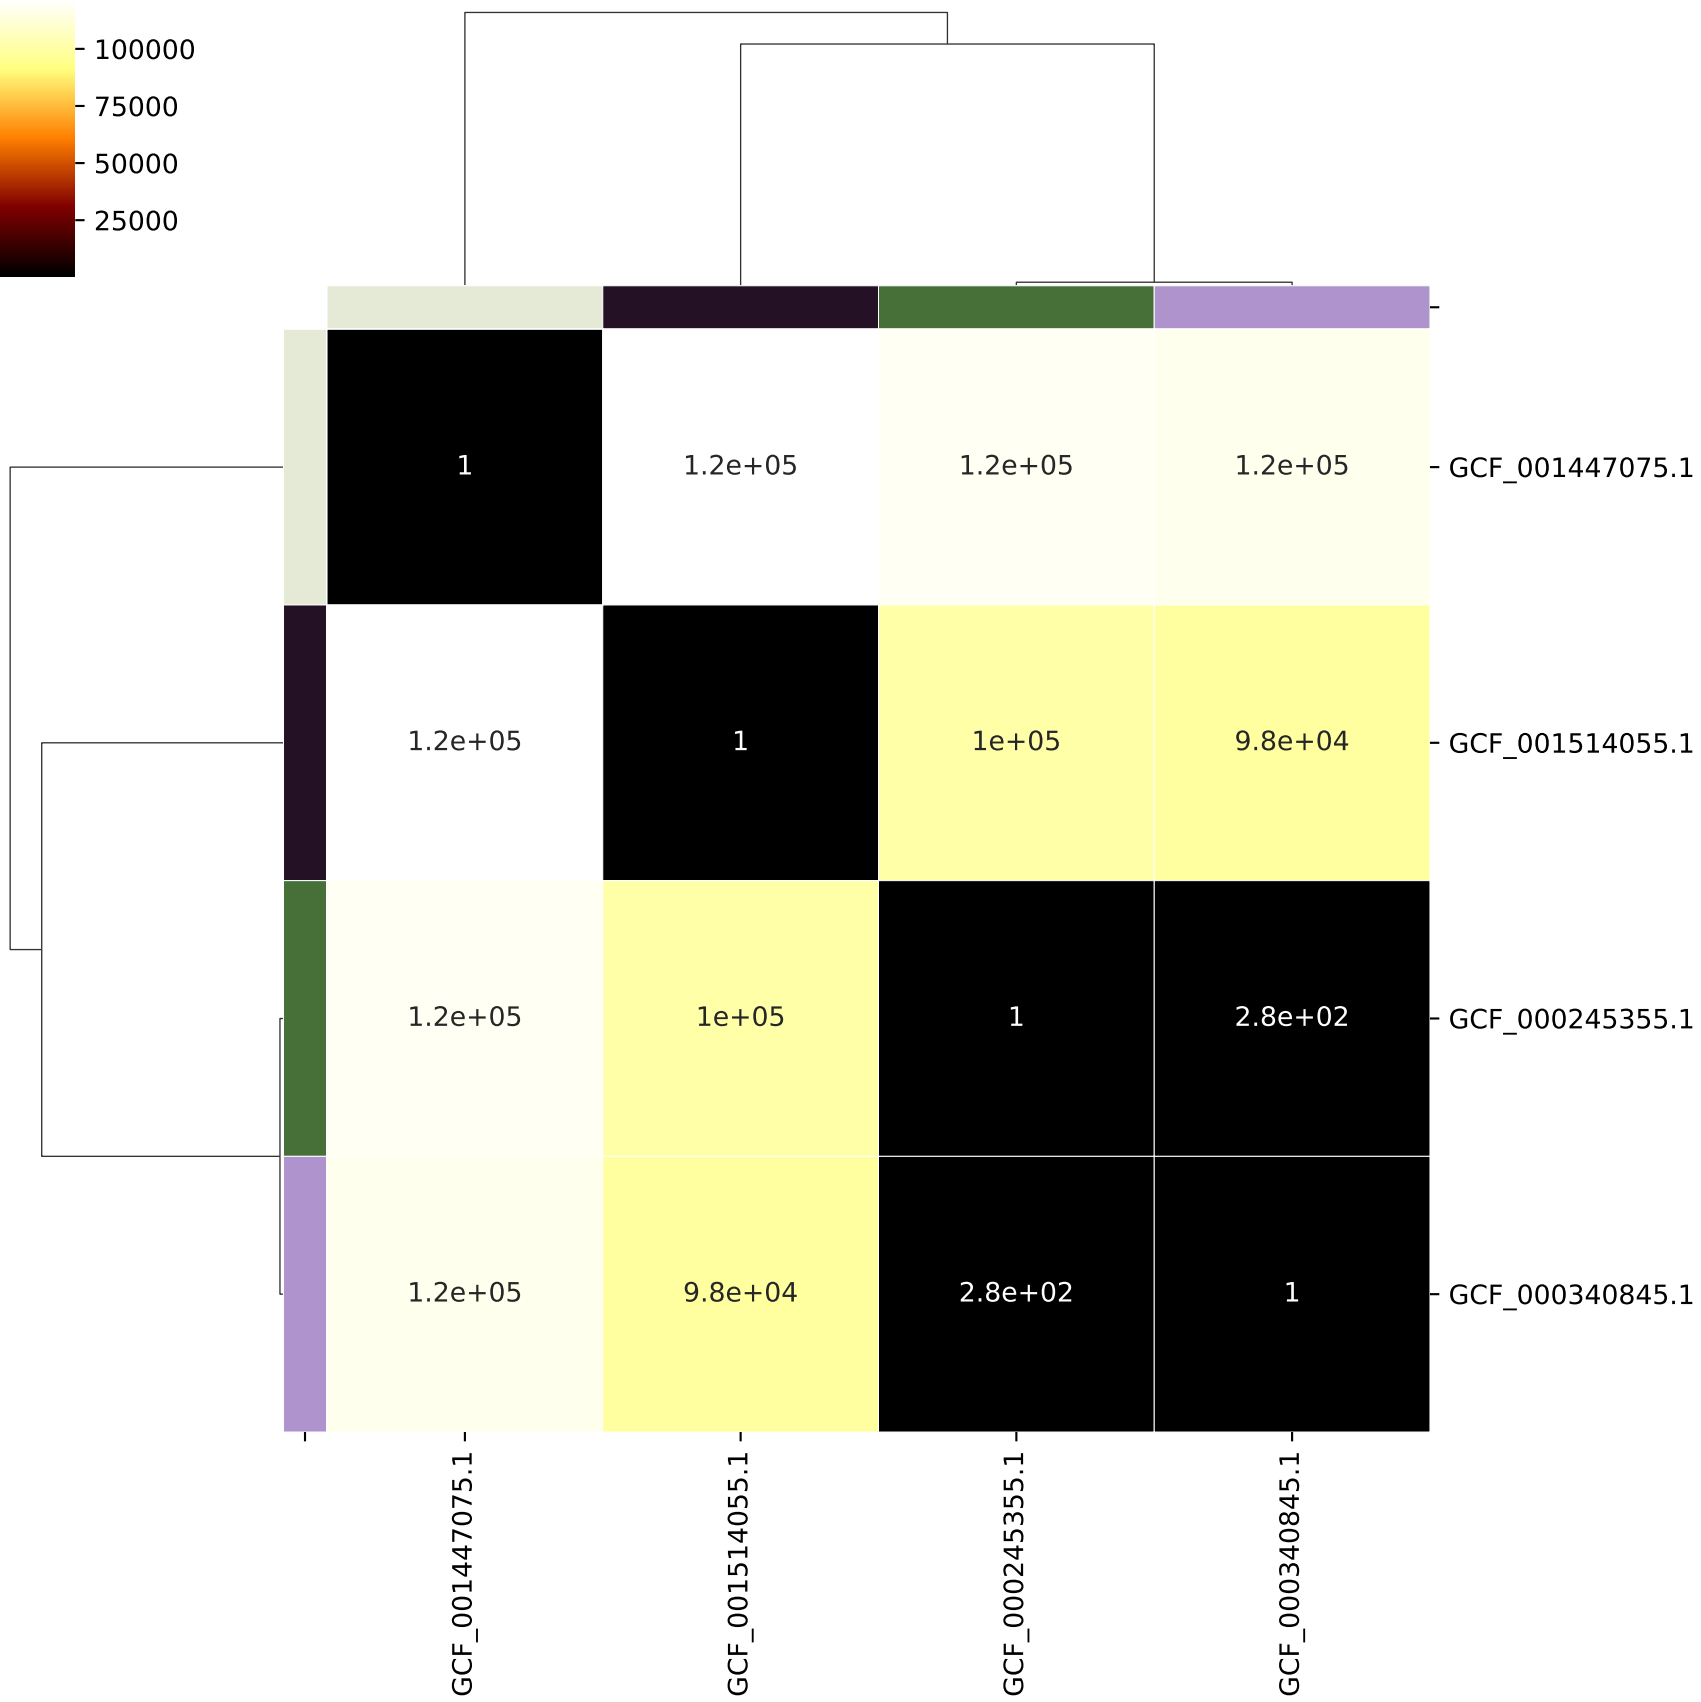 100000
75000
50000
25000
1 1.2e+05 1.2e+05 1.2e+05 GCF_001447075.1
1.2e+05 1 1e+05 9.8e+04 GCF_001514055.1
1.2e+05 1e+05 1 2.8e+02 GCF_000245355.1
1.2e+05 9.8e+04 2.8e+02 1 GCF_000340845.1
GCF_001447075.1
GCF_001514055.1
GCF_000245355.1
GCF_000340845.1